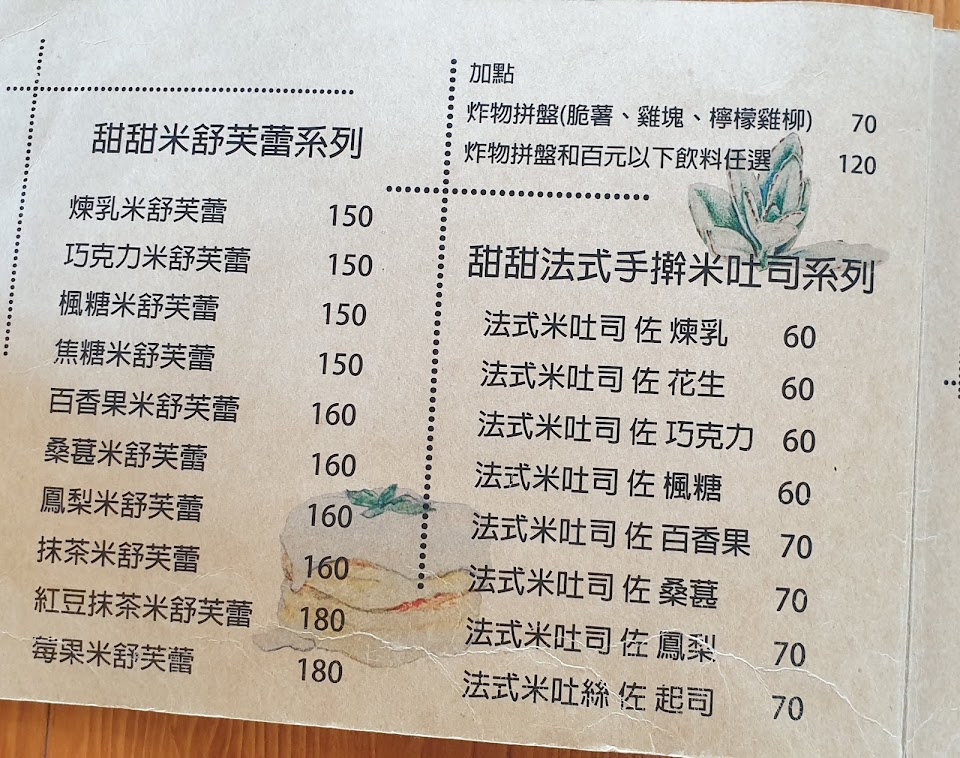 甜甜米舒芙蕾系列
煉乳米舒芙蕾 150
巧克力米舒芙蕾 150
楓糖米舒芙蕾 150
焦糖米舒芙蕾 150
百香果米舒芙蕾 160
桑葚米舒芙蕾 160
鳳梨米舒芙蕾 160
抹茶米舒芙蕾 160
紅豆抹茶米舒芙蕾 180
莓果米舒芙蕾 180
加點
炸物拼盤(脆薯、雞塊、檸檬雞柳) 70
炸物拼盤和百元以下飲料任選 120
甜甜法式手擀米吐司系列
法式米吐司 佐 煉乳 60
法式米吐司 佐 花生 60
法式米吐司 佐 巧克力 60
法式米吐司 佐 楓糖 60
法式米吐司 佐 百香果 70
法式米吐司 佐 桑葚 70
法式米吐司 佐 鳳梨 70
法式米吐絲 佐 起司 70